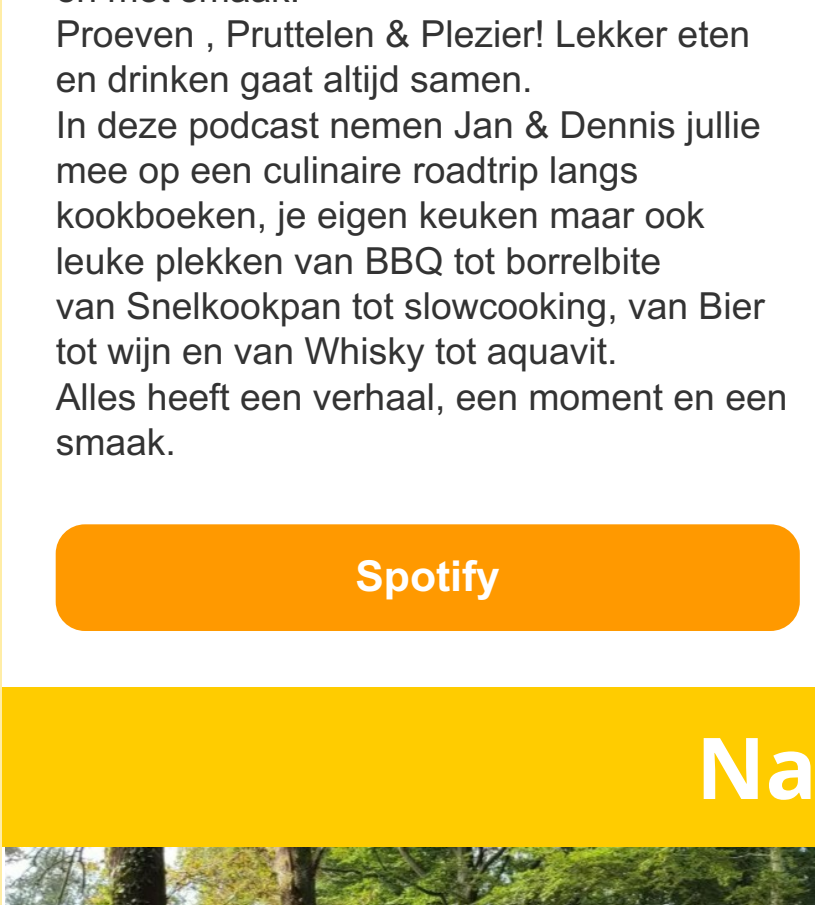 en met smaak.
Proeven , Pruttelen & Plezier! Lekker eten
en drinken gaat altijd samen.
In deze podcast nemen Jan & Dennis jullie
mee op een culinaire roadtrip langs
kookboeken, je eigen keuken maar ook
leuke plekken van BBQ tot borrelbite
van Snelkookpan tot slowcooking, van Bier
tot wijn en van Whisky tot aquavit.
Alles heeft een verhaal, een moment en een
smaak.
Spotify
Na